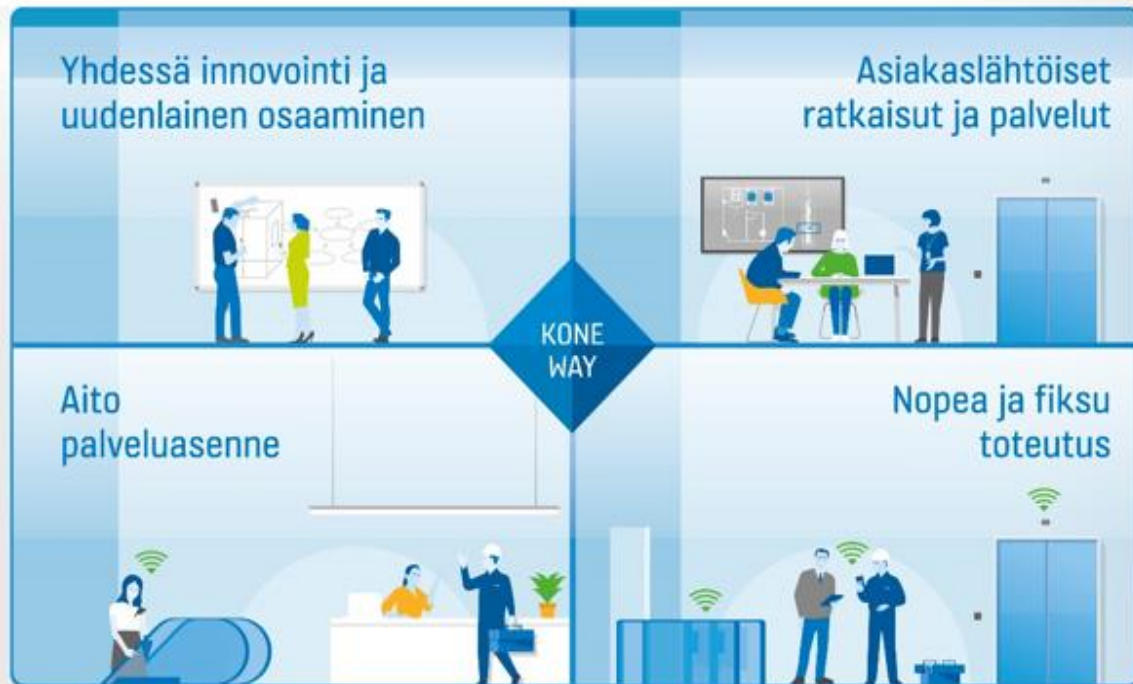 Yhdessä innovointi ja
uudenlainen osaaminen
Asiakaslähtöiset
ratkaisut ja palvelut
KONE
WAY
Aito
palveluasenne
Nopea ja fiksu
toteutus